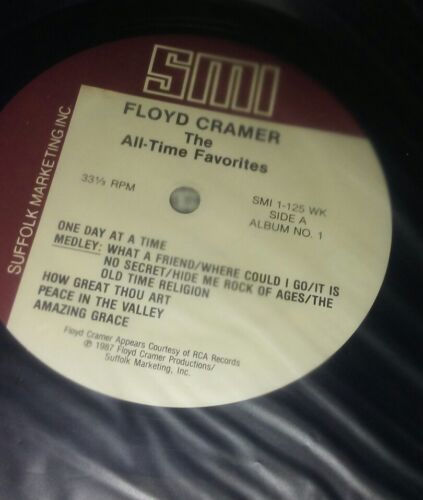 SMI
FLOYD CRAMER
The
All-Time Favorites
33⅓ RPM
SMI 1-125 WK
SIDE A
ALBUM NO. 1
SUFFOLK MARKETING INC
ONE DAY AT A TIME
MEDLEY: WHAT A FRIEND/WHERE COULD I GO/IT IS
NO SECRET/HIDE ME ROCK OF AGES/THE
OLD TIME RELIGION
HOW GREAT THOU ART
PEACE IN THE VALLEY
AMAZING GRACE
Floyd Cramer Appears Courtesy of RCA Records
℗ 1987 Floyd Cramer Productions/
Suffolk Marketing, Inc.